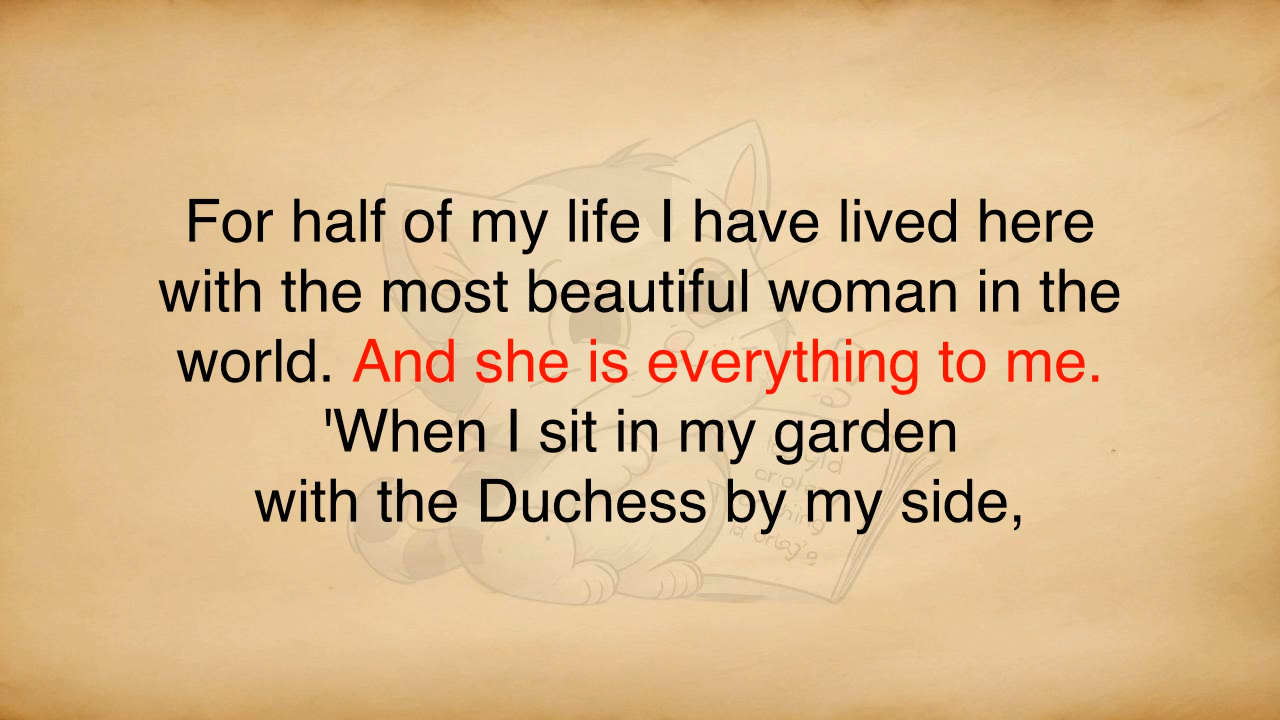 For half of my life I have lived here
with the most beautiful woman in the
world. And she is everything to me.
'When I sit in my garden
with the Duchess by my side,